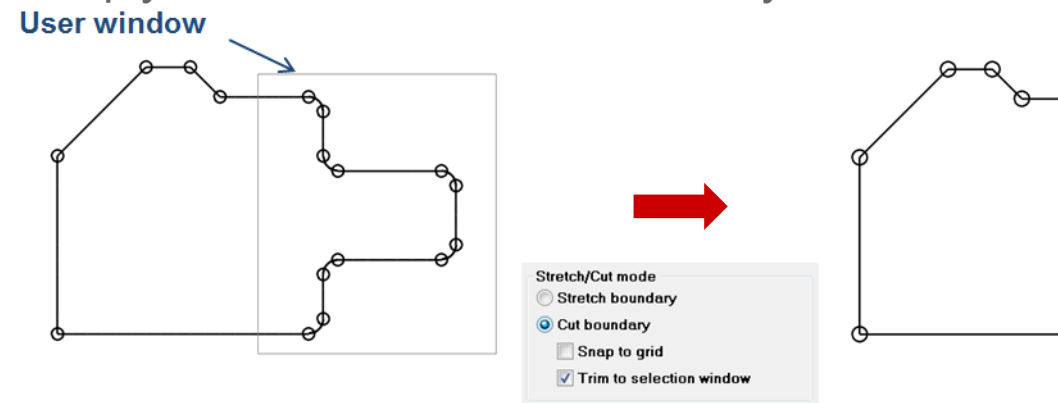 User window
Stretch/Cut mode
Stretch boundary
Cut boundary
Snap to grid
Trim to selection window